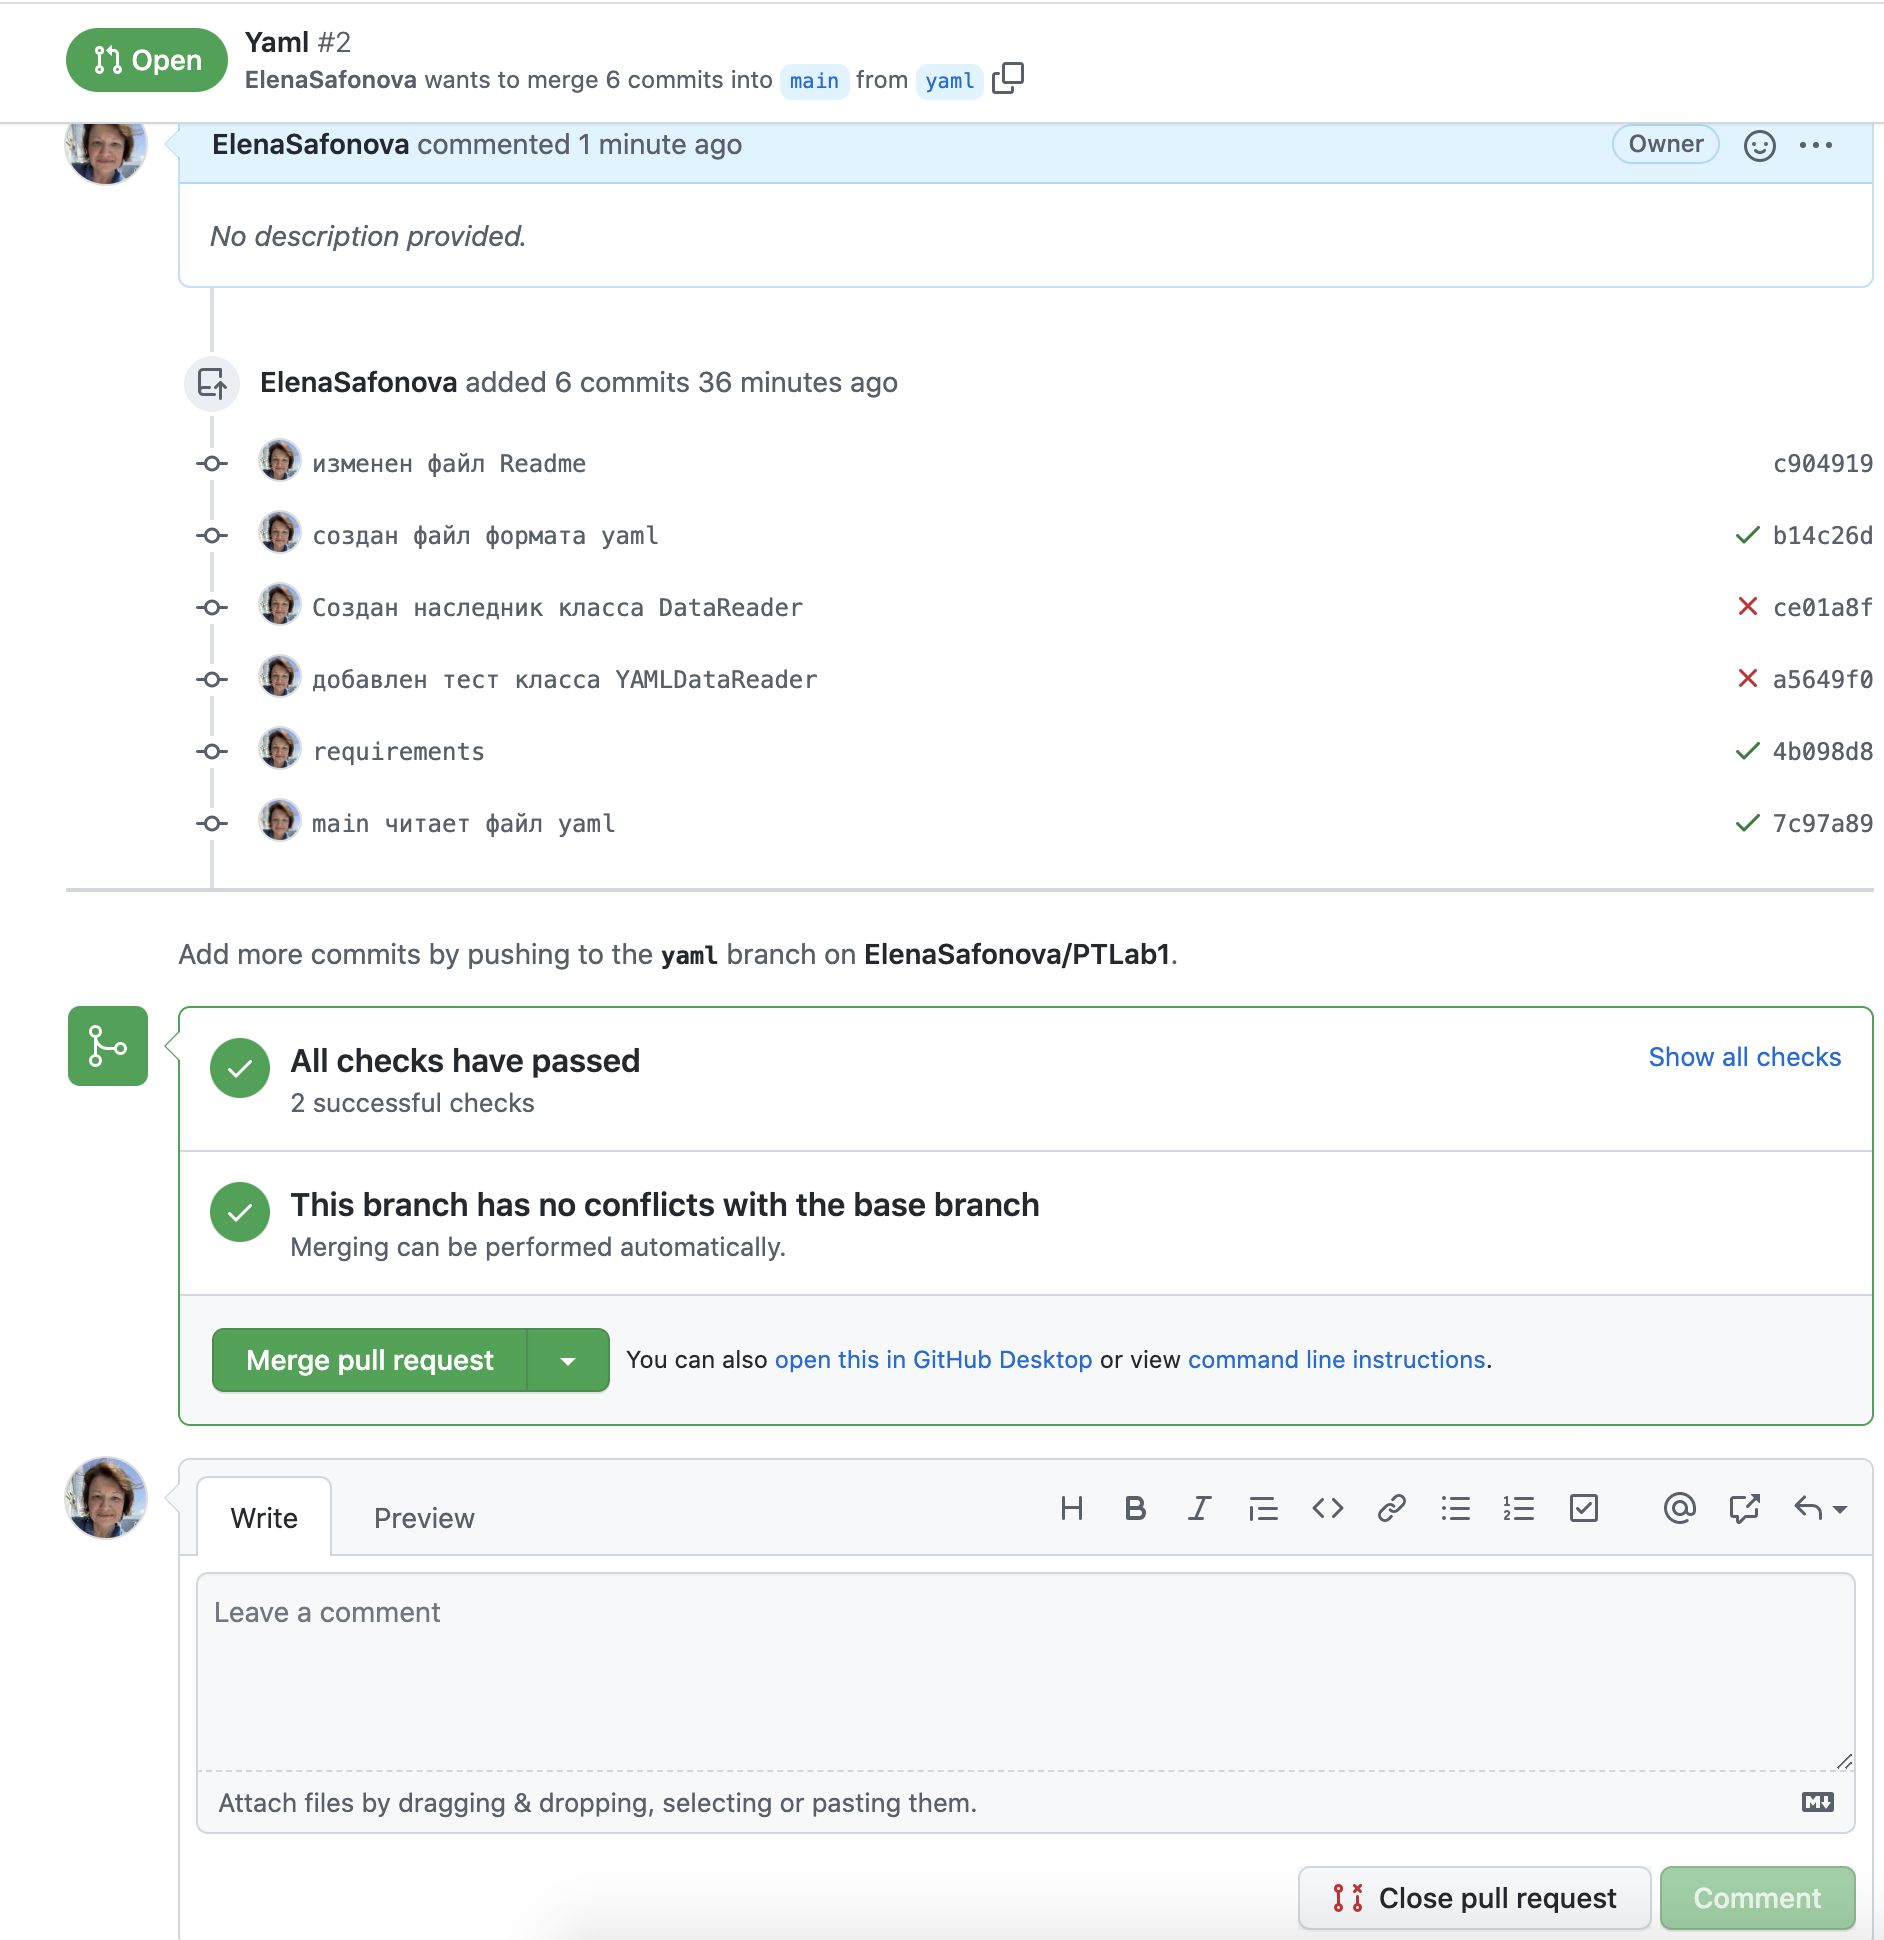 Open
Yaml #2
ElenaSafonova wants to merge 6 commits into main from yaml
ElenaSafonova commented 1 minute ago
Owner
No description provided.
ElenaSafonova added 6 commits 36 minutes ago
изменен файл Readme c904919
создан файл формата yaml b14c26d
Создан наследник класса DataReader ce01a8f
добавлен тест класса YAMLDataReader a5649f0
requirements 4b098d8
main читает файл yaml 7c97a89
Add more commits by pushing to the yaml branch on ElenaSafonova/PTLab1.
All checks have passed
Show all checks
2 successful checks
This branch has no conflicts with the base branch
Merging can be performed automatically.
Merge pull request
You can also open this in GitHub Desktop or view command line instructions.
Write Preview
Leave a comment
Attach files by dragging & dropping, selecting or pasting them.
Close pull request
Comment